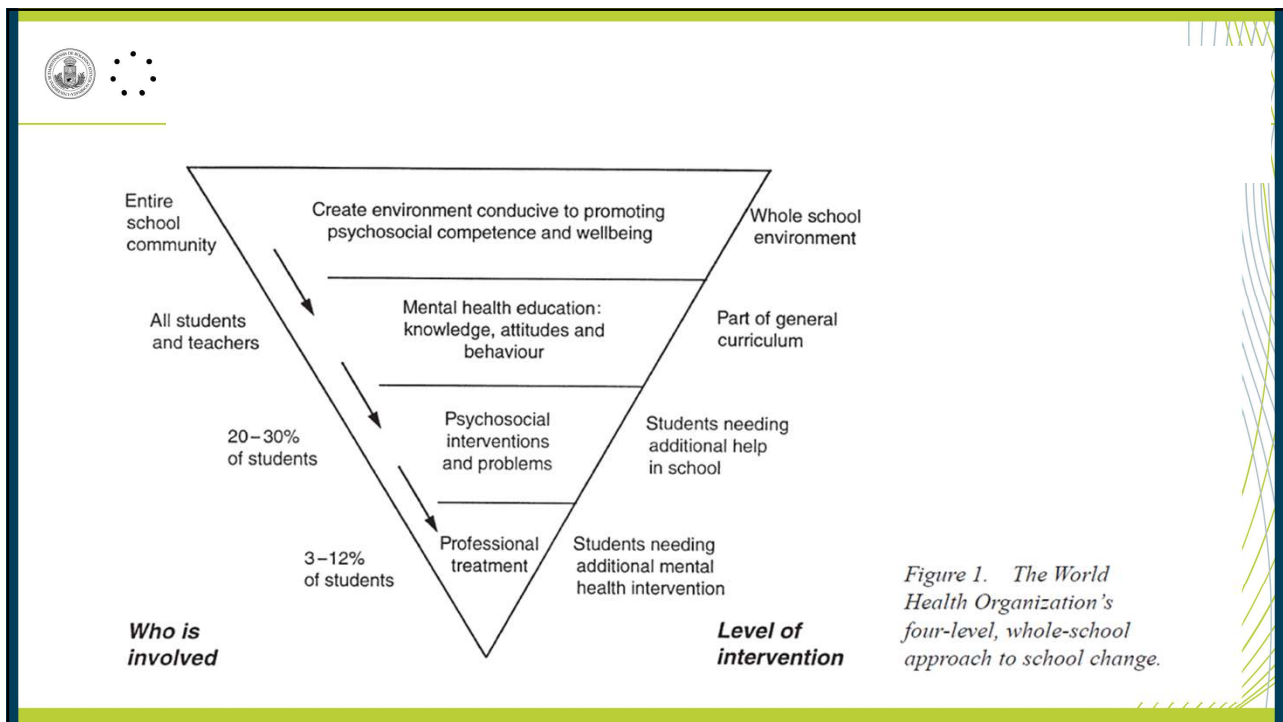 Entire
school
community
Create environment conducive to promoting
psychosocial competence and wellbeing
Whole school
environment
All students
and teachers
Mental health education:
knowledge, attitudes and
behaviour
Part of general
curriculum
20–30%
of students
Psychosocial
interventions
and problems
Students needing
additional help
in school
3–12%
of students
Professional
treatment
Students needing
additional mental
health intervention
Who is
involved
Level of
intervention
Figure 1. The World
Health Organization's
four-level, whole-school
approach to school change.